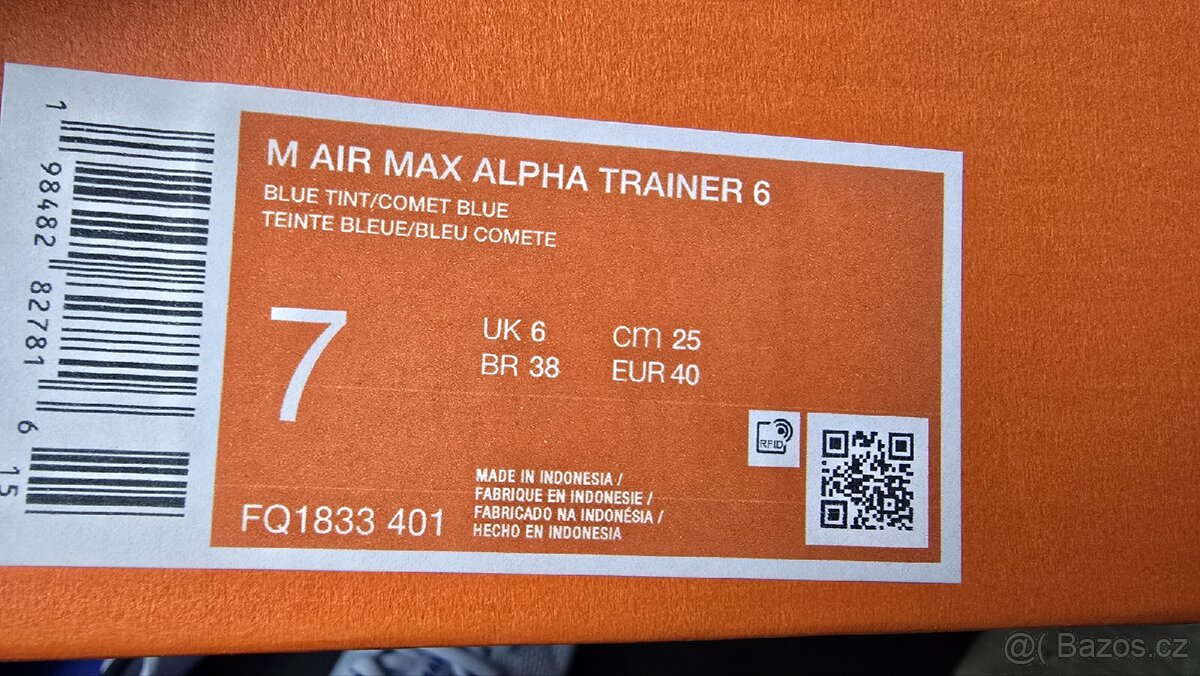 M AIR MAX ALPHA TRAINER 6
BLUE TINT/COMET BLUE
TEINTE BLEUE/BLEU COMETE
7
UK 6 cm 25
BR 38 EUR 40
RFID
MADE IN INDONESIA /
FABRIQUE EN INDONESIE /
FABRICADO NA INDONÉSIA /
HECHO EN INDONESIA
FQ1833 401
1 98482 82781 6
15
@( Bazos.cz